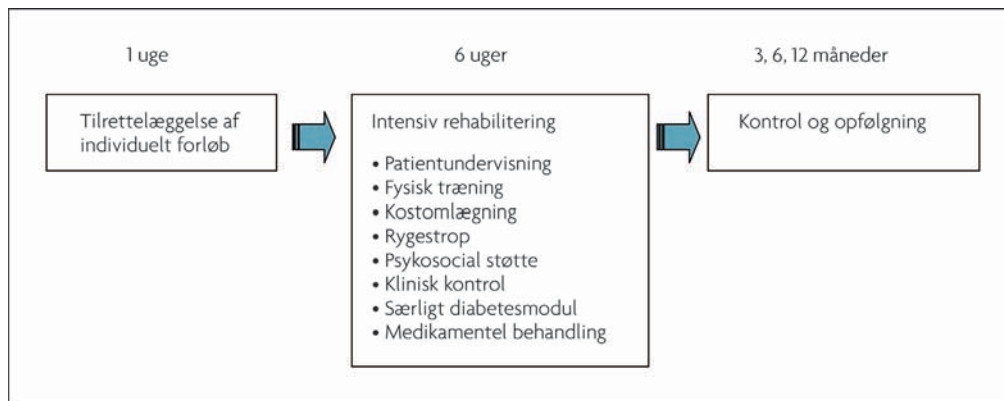 1 uge
6 uger
3, 6, 12 måneder
Tilrettelæggelse af
individuelt forløb
Intensiv rehabilitering
• Patientundervisning
• Fysisk træning
• Kostomlægning
• Rygestrop
• Psykosocial støtte
• Klinisk kontrol
• Særligt diabetesmodul
• Medikamentel behandling
Kontrol og opfølgning